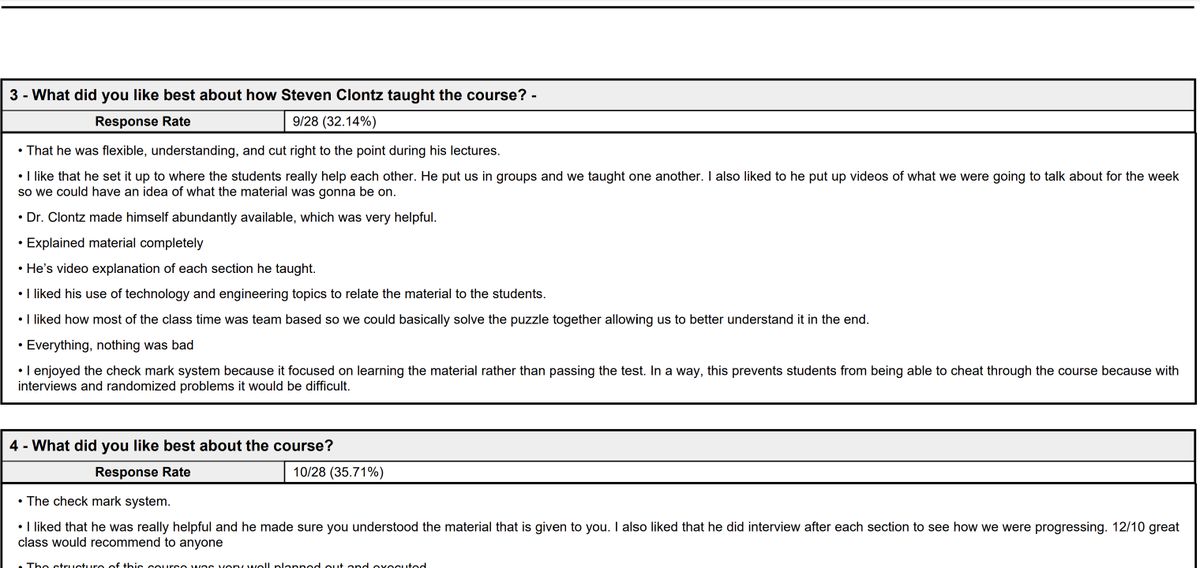 3 - What did you like best about how Steven Clontz taught the course? -
Response Rate 9/28 (32.14%)
• That he was flexible, understanding, and cut right to the point during his lectures.
• I like that he set it up to where the students really help each other. He put us in groups and we taught one another. I also liked to he put up videos of what we were going to talk about for the week
so we could have an idea of what the material was gonna be on.
• Dr. Clontz made himself abundantly available, which was very helpful.
• Explained material completely
• He's video explanation of each section he taught.
• I liked his use of technology and engineering topics to relate the material to the students.
• I liked how most of the class time was team based so we could basically solve the puzzle together allowing us to better understand it in the end.
• Everything, nothing was bad
• I enjoyed the check mark system because it focused on learning the material rather than passing the test. In a way, this prevents students from being able to cheat through the course because with
interviews and randomized problems it would be difficult.
4 - What did you like best about the course?
Response Rate 10/28 (35.71%)
• The check mark system.
• I liked that he was really helpful and he made sure you understood the material that is given to you. I also liked that he did interview after each section to see how we were progressing. 12/10 great
class would recommend to anyone
• The structure of this course was very well planned out and executed